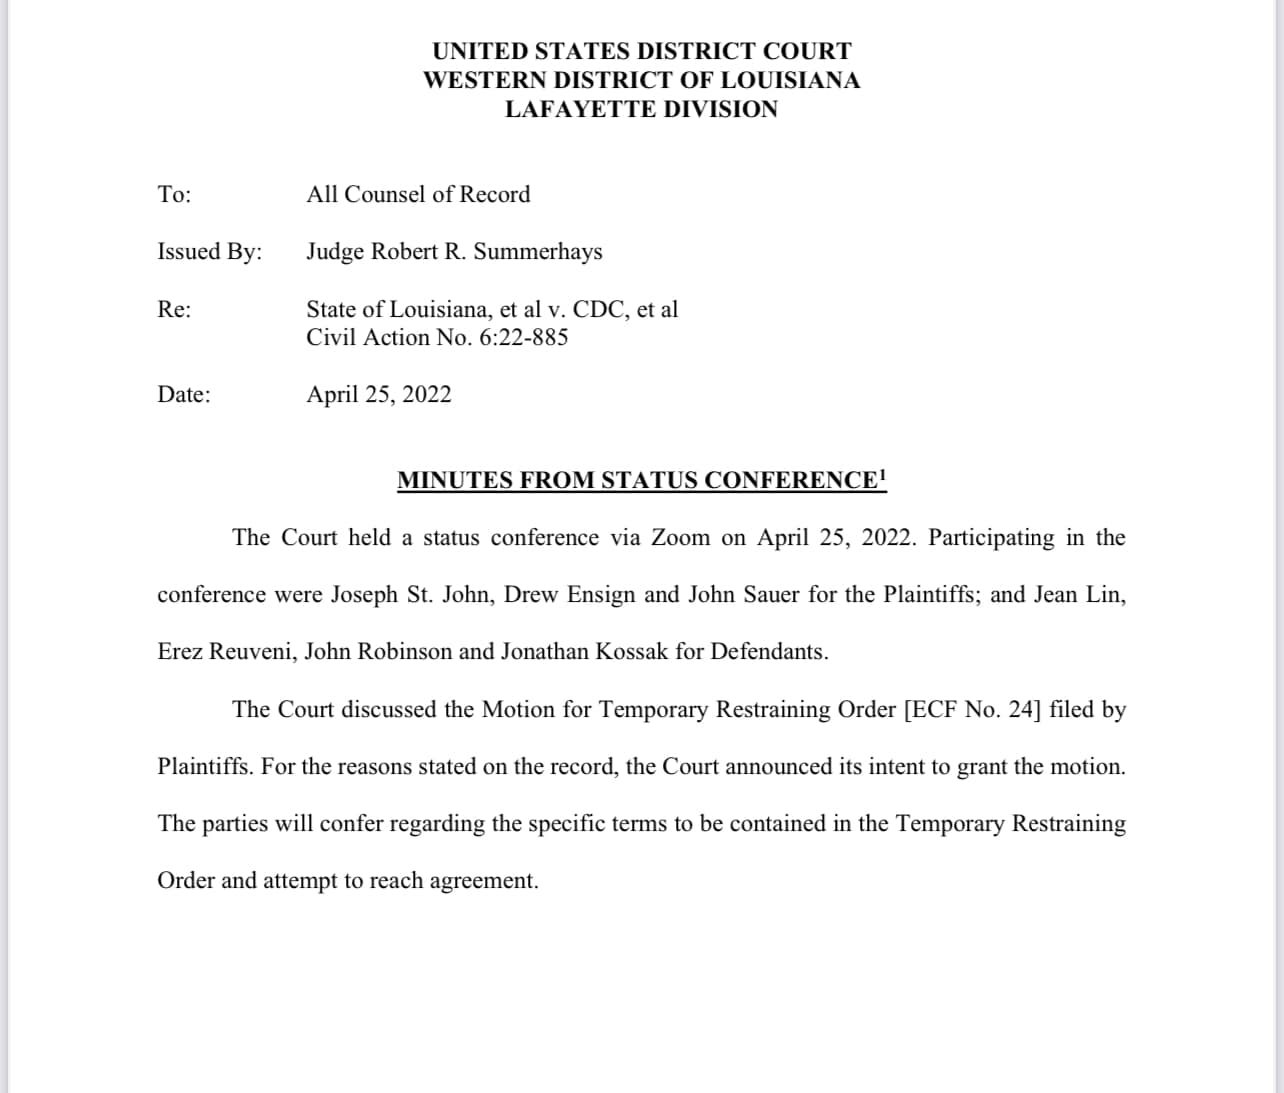 UNITED STATES DISTRICT COURT
WESTERN DISTRICT OF LOUISIANA
LAFAYETTE DIVISION
To: All Counsel of Record
Issued By: Judge Robert R. Summerhays
Re: State of Louisiana, et al v. CDC, et al
Civil Action No. 6:22-885
Date: April 25, 2022
MINUTES FROM STATUS CONFERENCE¹
The Court held a status conference via Zoom on April 25, 2022. Participating in the
conference were Joseph St. John, Drew Ensign and John Sauer for the Plaintiffs; and Jean Lin,
Erez Reuveni, John Robinson and Jonathan Kossak for Defendants.
The Court discussed the Motion for Temporary Restraining Order [ECF No. 24] filed by
Plaintiffs. For the reasons stated on the record, the Court announced its intent to grant the motion.
The parties will confer regarding the specific terms to be contained in the Temporary Restraining
Order and attempt to reach agreement.